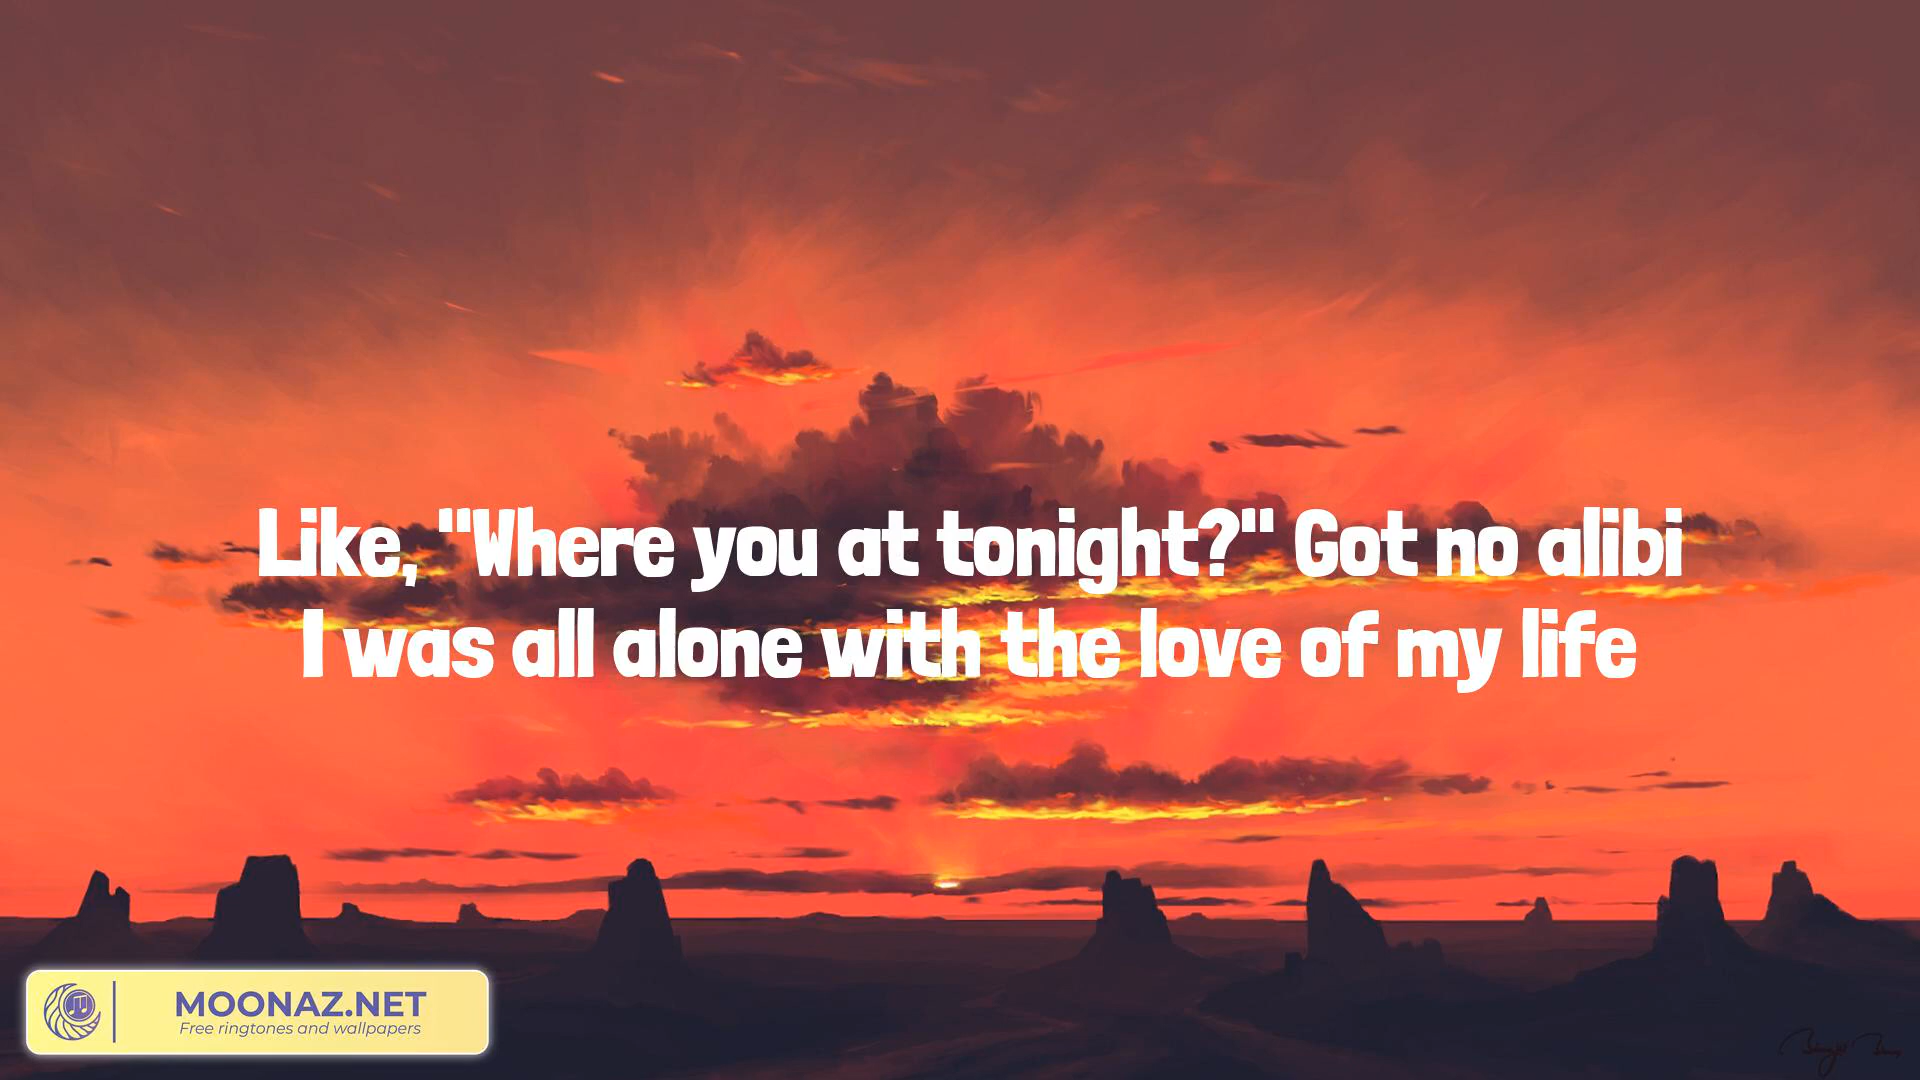 Like, "Where you at tonight?" Got no alibi
I was all alone with the love of my life
MOONAZ.NET
Free ringtones and wallpapers